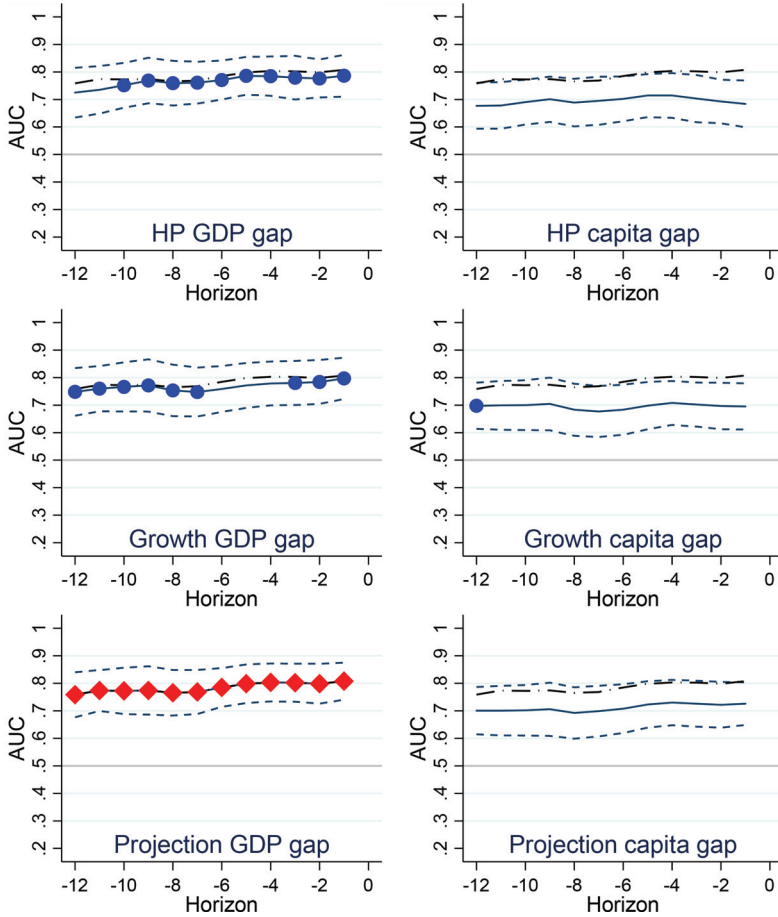 AUC
1
.9
.8
.7
.6
.5
.4
.3
.2
HP GDP gap
-12 -10 -8 -6 -4 -2 0
Horizon
AUC
1
.9
.8
.7
.6
.5
.4
.3
.2
HP capita gap
-12 -10 -8 -6 -4 -2 0
Horizon
AUC
1
.9
.8
.7
.6
.5
.4
.3
.2
Growth GDP gap
-12 -10 -8 -6 -4 -2 0
Horizon
AUC
1
.9
.8
.7
.6
.5
.4
.3
.2
Growth capita gap
-12 -10 -8 -6 -4 -2 0
Horizon
AUC
1
.9
.8
.7
.6
.5
.4
.3
.2
Projection GDP gap
-12 -10 -8 -6 -4 -2 0
Horizon
AUC
1
.9
.8
.7
.6
.5
.4
.3
.2
Projection capita gap
-12 -10 -8 -6 -4 -2 0
Horizon